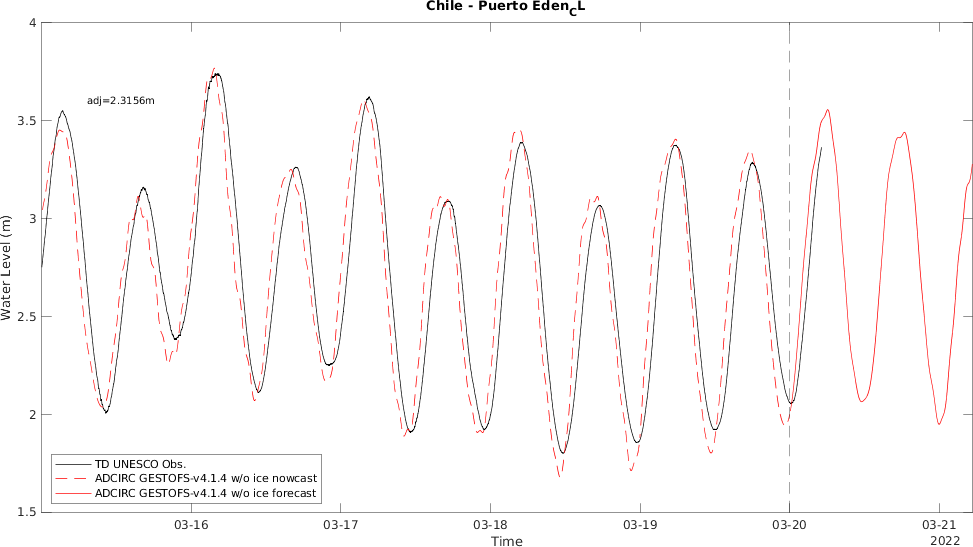 Chile - Puerto Eden_CL
4
adj=2.3156m
3.5
3
2.5
2
1.5
Water Level (m)
TD UNESCO Obs.
ADCIRC GESTOFS-v4.1.4 w/o ice nowcast
ADCIRC GESTOFS-v4.1.4 w/o ice forecast
03-16 03-17 03-18 03-19 03-20 03-21
Time 2022